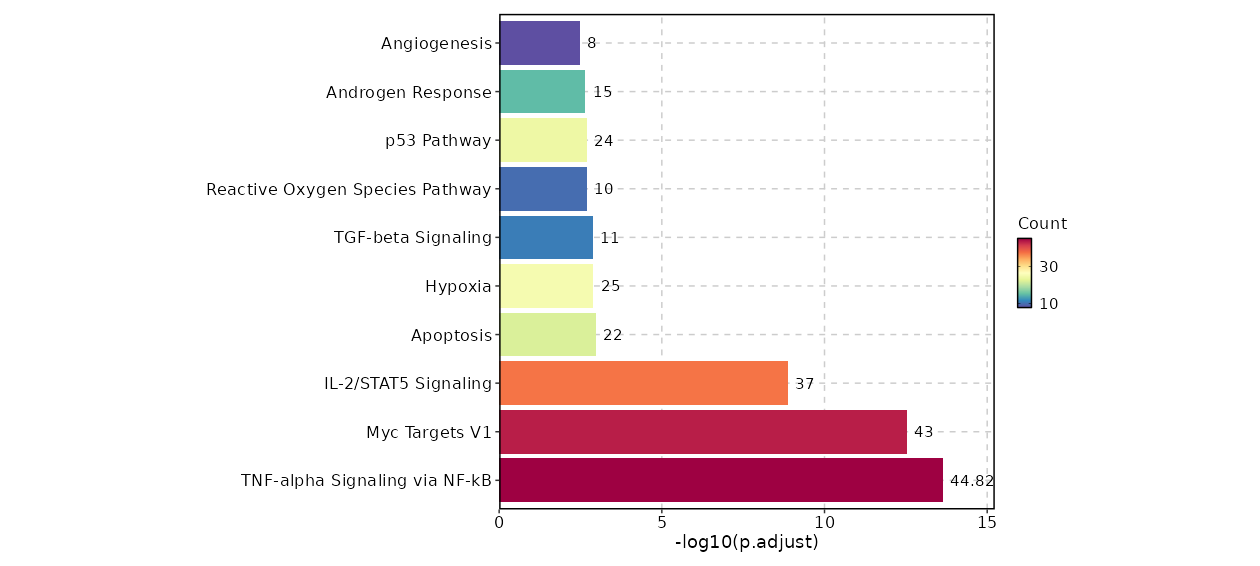 Angiogenesis 8
Androgen Response 15
p53 Pathway 24
Reactive Oxygen Species Pathway 10
TGF-beta Signaling 11
Hypoxia 25
Apoptosis 22
IL-2/STAT5 Signaling 37
Myc Targets V1 43
TNF-alpha Signaling via NF-kB 44.82
0 5 10 15
-log10(p.adjust)
Count
30
10